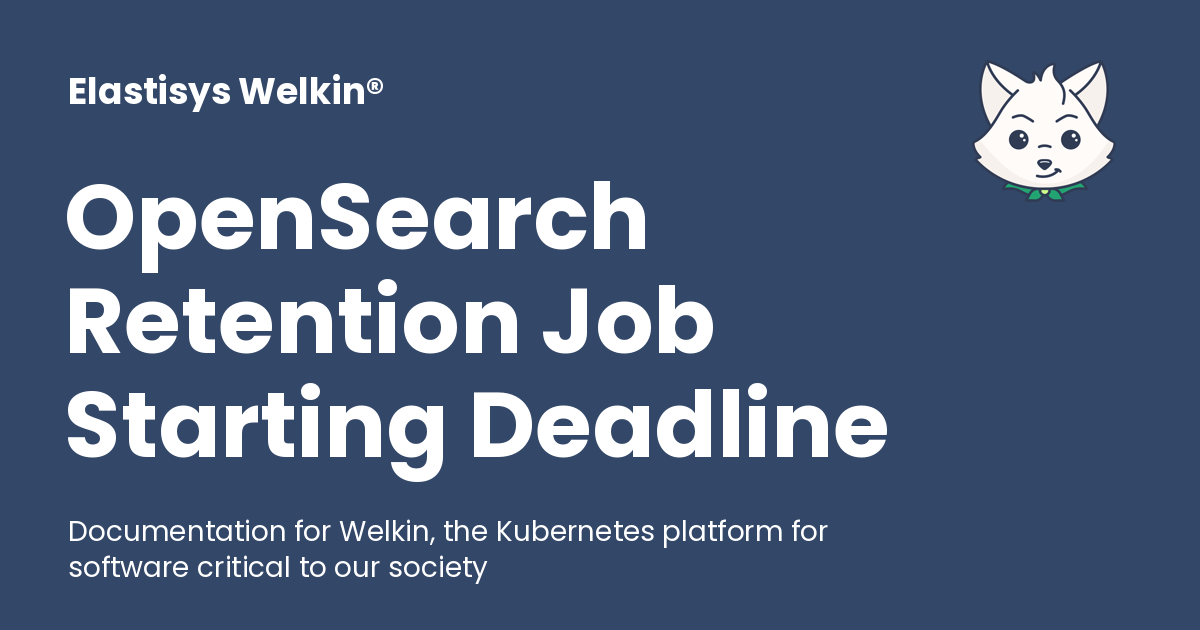 Elastisys Welkin®
OpenSearch
Retention Job
Starting Deadline
Documentation for Welkin, the Kubernetes platform for
software critical to our society